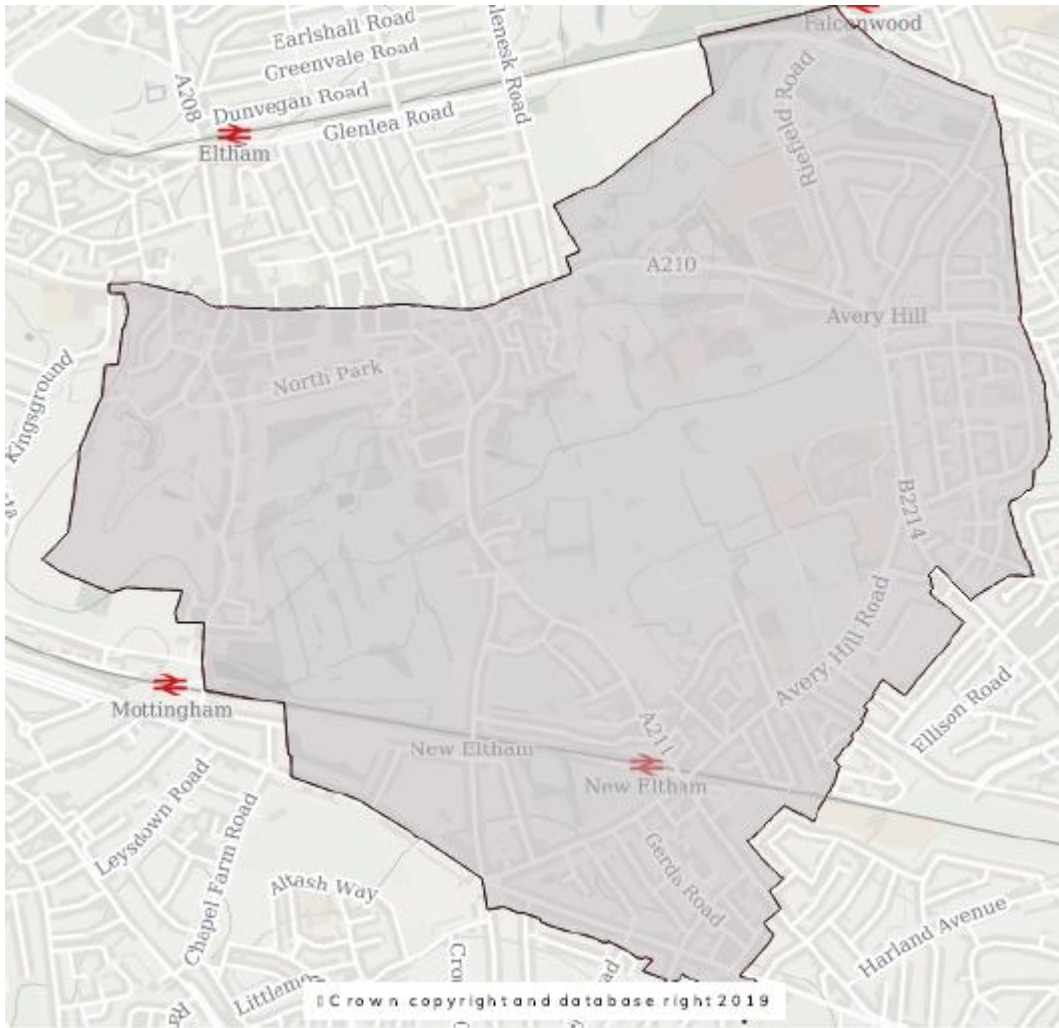 Earlshall Road
Falconwood
Greenvale Road
A208
Dunvegan Road
Glenlea Road
Eltham
Riefield Road
A210
Avery Hill
North Park
Kingsground
B2214
Avery Hill Road
Mottingham
Ellison Road
A211
New Eltham
New Eltham
Leysdown Road
Chapel Farm Road
Gerda Road
Altash Way
Harland Avenue
Crown copyright and database right 2019